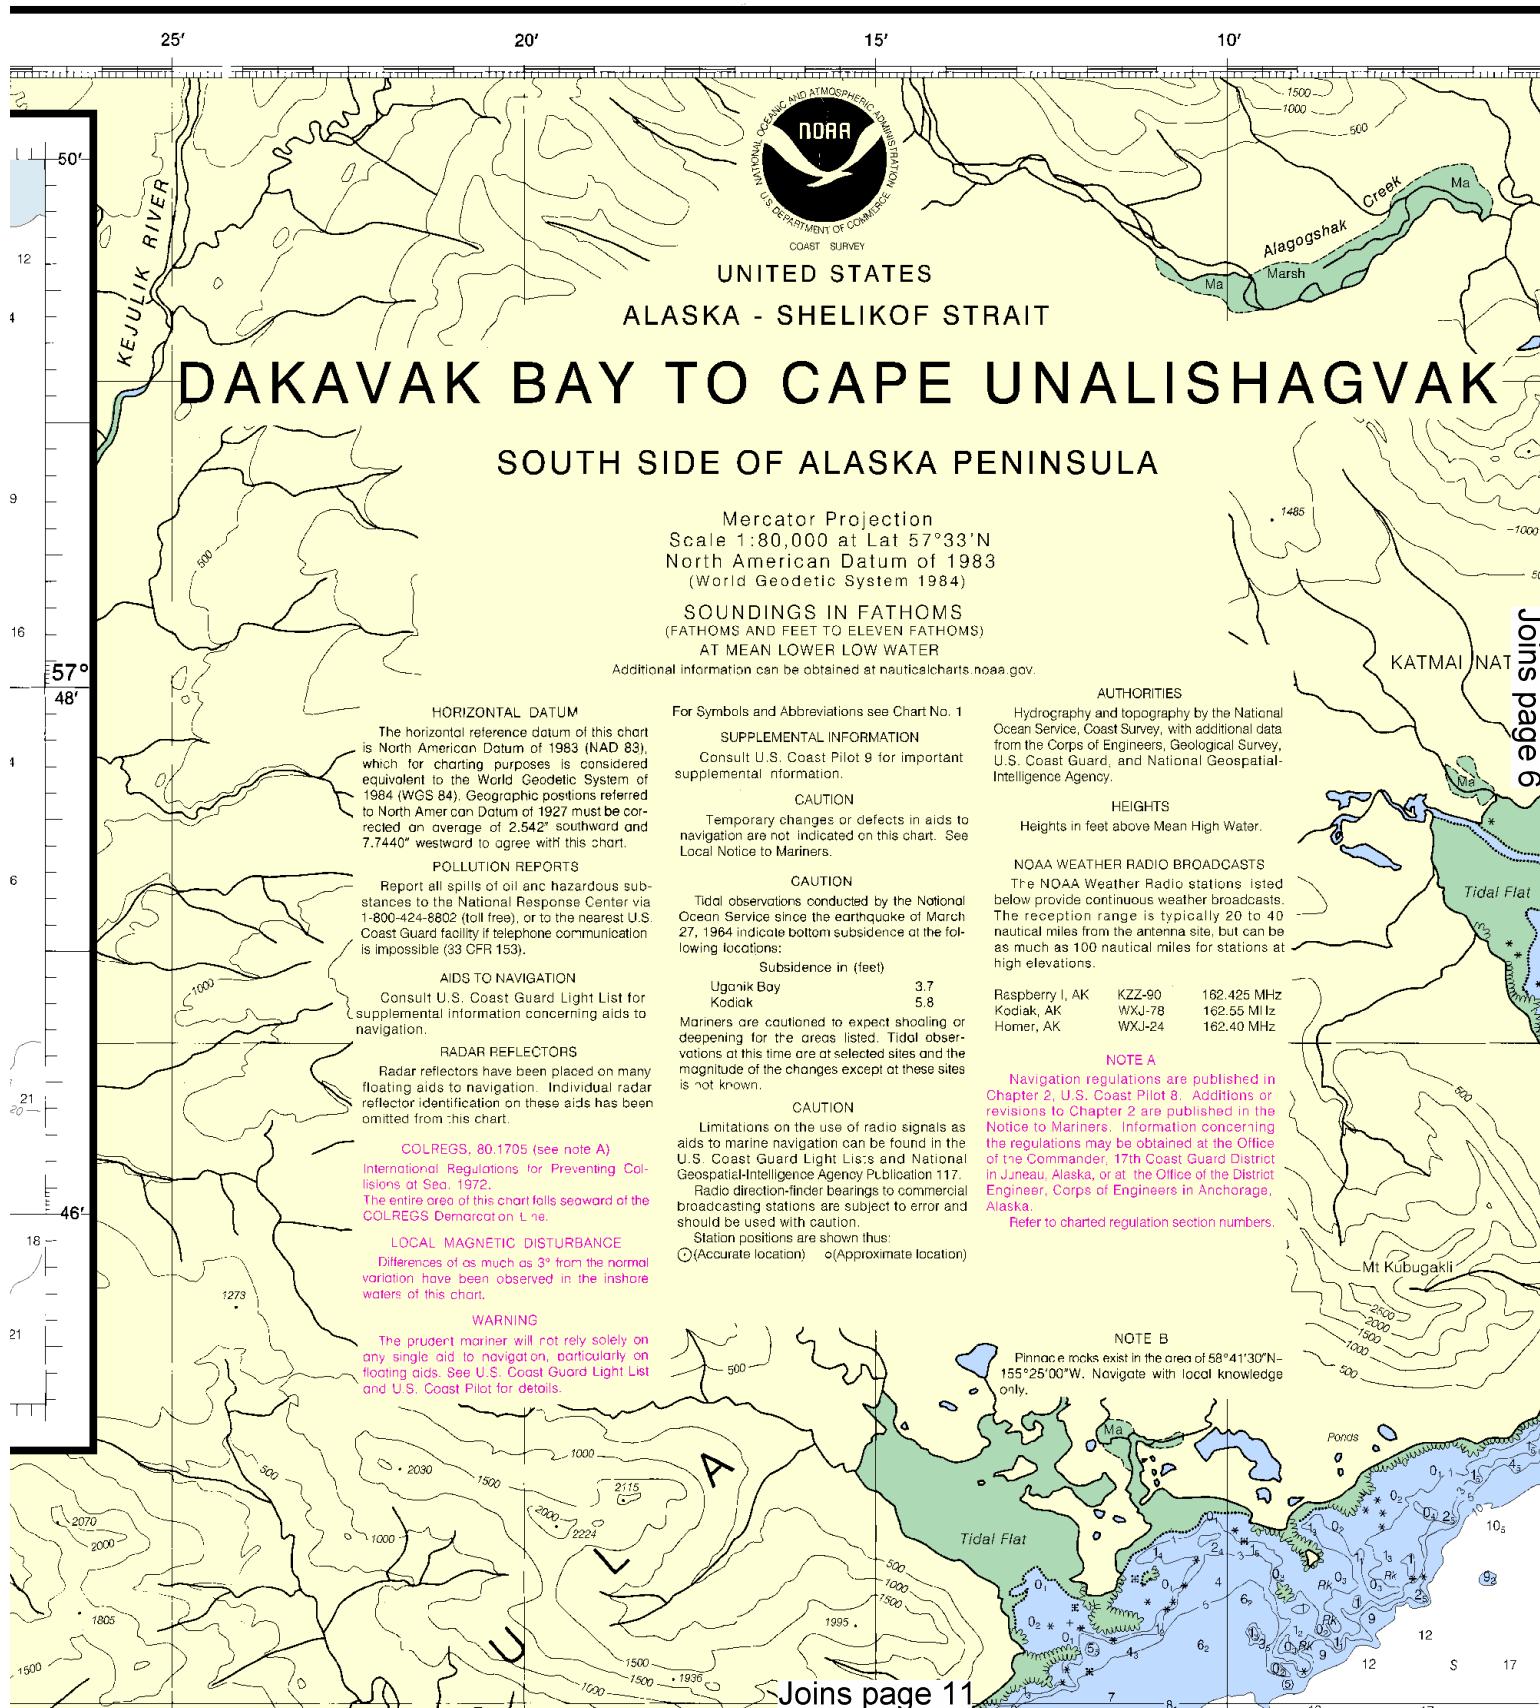 25′ 20′ 15′ 10′
NATIONAL OCEANIC AND ATMOSPHERIC ADMINISTRATION
NOAA
U.S. DEPARTMENT OF COMMERCE
COAST SURVEY
UNITED STATES
ALASKA - SHELIKOF STRAIT
DAKAVAK BAY TO CAPE UNALISHAGVAK
SOUTH SIDE OF ALASKA PENINSULA
Mercator Projection
Scale 1:80,000 at Lat 57°33′N
North American Datum of 1983
(World Geodetic System 1984)
SOUNDINGS IN FATHOMS
(FATHOMS AND FEET TO ELEVEN FATHOMS)
AT MEAN LOWER LOW WATER
Additional information can be obtained at nauticalcharts.noaa.gov.
HORIZONTAL DATUM
The horizontal reference datum of this chart
is North American Datum of 1983 (NAD 83),
which for charting purposes is considered
equivalent to the World Geodetic System of
1984 (WGS 84). Geographic positions referred
to North American Datum of 1927 must be cor-
rected an average of 2.542″ southward and
7.7440″ westward to agree with this chart.
POLLUTION REPORTS
Report all spills of oil and hazardous sub-
stances to the National Response Center via
1-800-424-8802 (toll free), or to the nearest U.S.
Coast Guard facility if telephone communication
is impossible (33 CFR 153).
AIDS TO NAVIGATION
Consult U.S. Coast Guard Light List for
supplemental information concerning aids to
navigation.
RADAR REFLECTORS
Radar reflectors have been placed on many
floating aids to navigation. Individual radar
reflector identification on these aids has been
omitted from this chart.
COLREGS, 80.1705 (see note A)
International Regulations for Preventing Col-
lisions at Sea, 1972.
The entire area of this chart falls seaward of the
COLREGS Demarcation Line.
LOCAL MAGNETIC DISTURBANCE
Differences of as much as 3° from the normal
variation have been observed in the inshore
waters of this chart.
WARNING
The prudent mariner will not rely solely on
any single aid to navigation, particularly on
floating aids. See U.S. Coast Guard Light List
and U.S. Coast Pilot for details.
For Symbols and Abbreviations see Chart No. 1
SUPPLEMENTAL INFORMATION
Consult U.S. Coast Pilot 9 for important
supplemental information.
CAUTION
Temporary changes or defects in aids to
navigation are not indicated on this chart. See
Local Notice to Mariners.
CAUTION
Tidal observations conducted by the National
Ocean Service since the earthquake of March
27, 1964 indicate bottom subsidence at the fol-
lowing locations:
Subsidence in (feet)
Uganik Bay 3.7
Kodiak 5.8
Mariners are cautioned to expect shoaling or
deepening for the areas listed. Tidal obser-
vations at this time are at selected sites and the
magnitude of the changes except at these sites
is not known.
CAUTION
Limitations on the use of radio signals as
aids to marine navigation can be found in the
U.S. Coast Guard Light Lists and National
Geospatial-Intelligence Agency Publication 117.
Radio direction-finder bearings to commercial
broadcasting stations are subject to error and
should be used with caution.
Station positions are shown thus:
(Accurate location) o(Approximate location)
AUTHORITIES
Hydrography and topography by the National
Ocean Service, Coast Survey, with additional data
from the Corps of Engineers, Geological Survey,
U.S. Coast Guard, and National Geospatial-
Intelligence Agency.
HEIGHTS
Heights in feet above Mean High Water.
NOAA WEATHER RADIO BROADCASTS
The NOAA Weather Radio stations listed
below provide continuous weather broadcasts.
The reception range is typically 20 to 40
nautical miles from the antenna site, but can be
as much as 100 nautical miles for stations at
high elevations.
Raspberry I, AK KZZ-90 162.425 MHz
Kodiak, AK WXJ-78 162.55 MHz
Homer, AK WXJ-24 162.40 MHz
NOTE A
Navigation regulations are published in
Chapter 2, U.S. Coast Pilot 8. Additions or
revisions to Chapter 2 are published in the
Notice to Mariners. Information concerning
the regulations may be obtained at the Office
of the Commander, 17th Coast Guard District
in Juneau, Alaska, or at the Office of the District
Engineer, Corps of Engineers in Anchorage,
Alaska.
Refer to charted regulation section numbers.
NOTE B
Pinnacle rocks exist in the area of 58°41′30″N-
155°25′00″W. Navigate with local knowledge
only.
KEJULIK RIVER
Alagogshak Creek
Ma
Marsh
Ma
1500
1000
500
50′
12
57°
48′
46′
1485
KATMAI NAT
Joins page 6
Ma
Tidal Flat
Mt Kubugakli
2500
2000
1500
1000
500
1273
2030
2115
2224
2070
2000
1805
1500
1995
1936
U L A
Tidal Flat
Ma
Ponds
Joins page 11